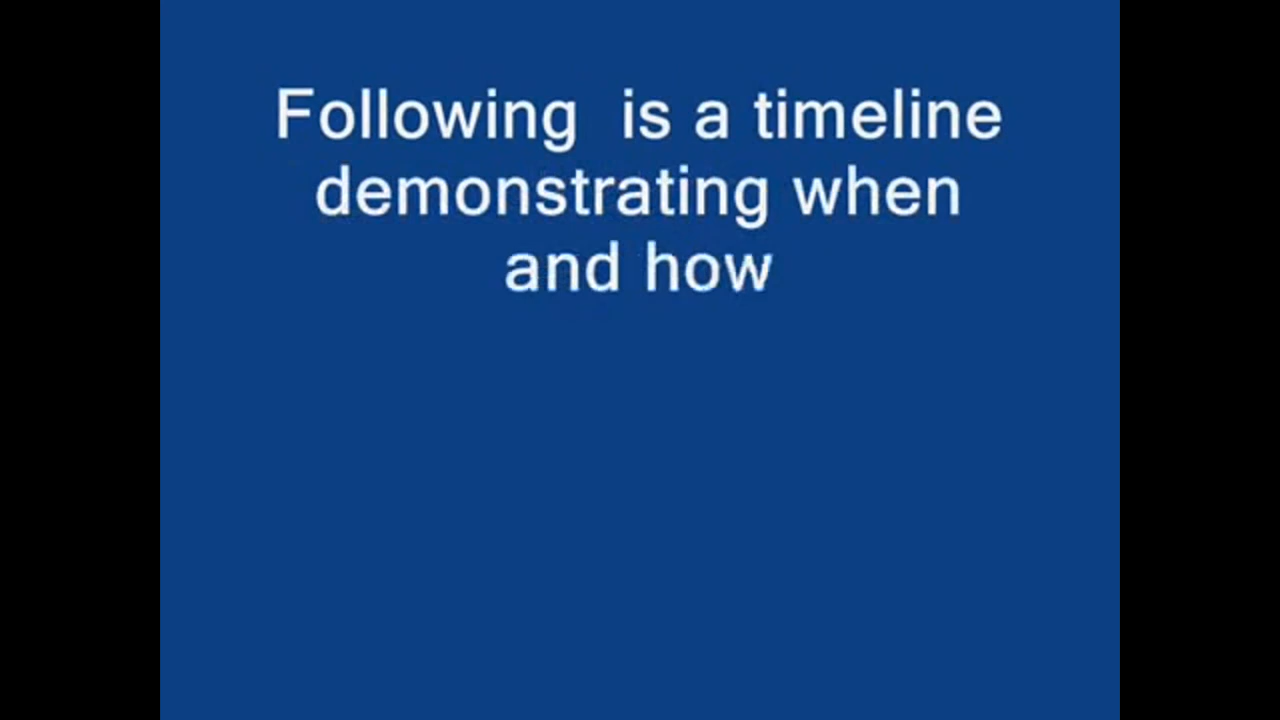 Following  is a timeline
demonstrating when
and how